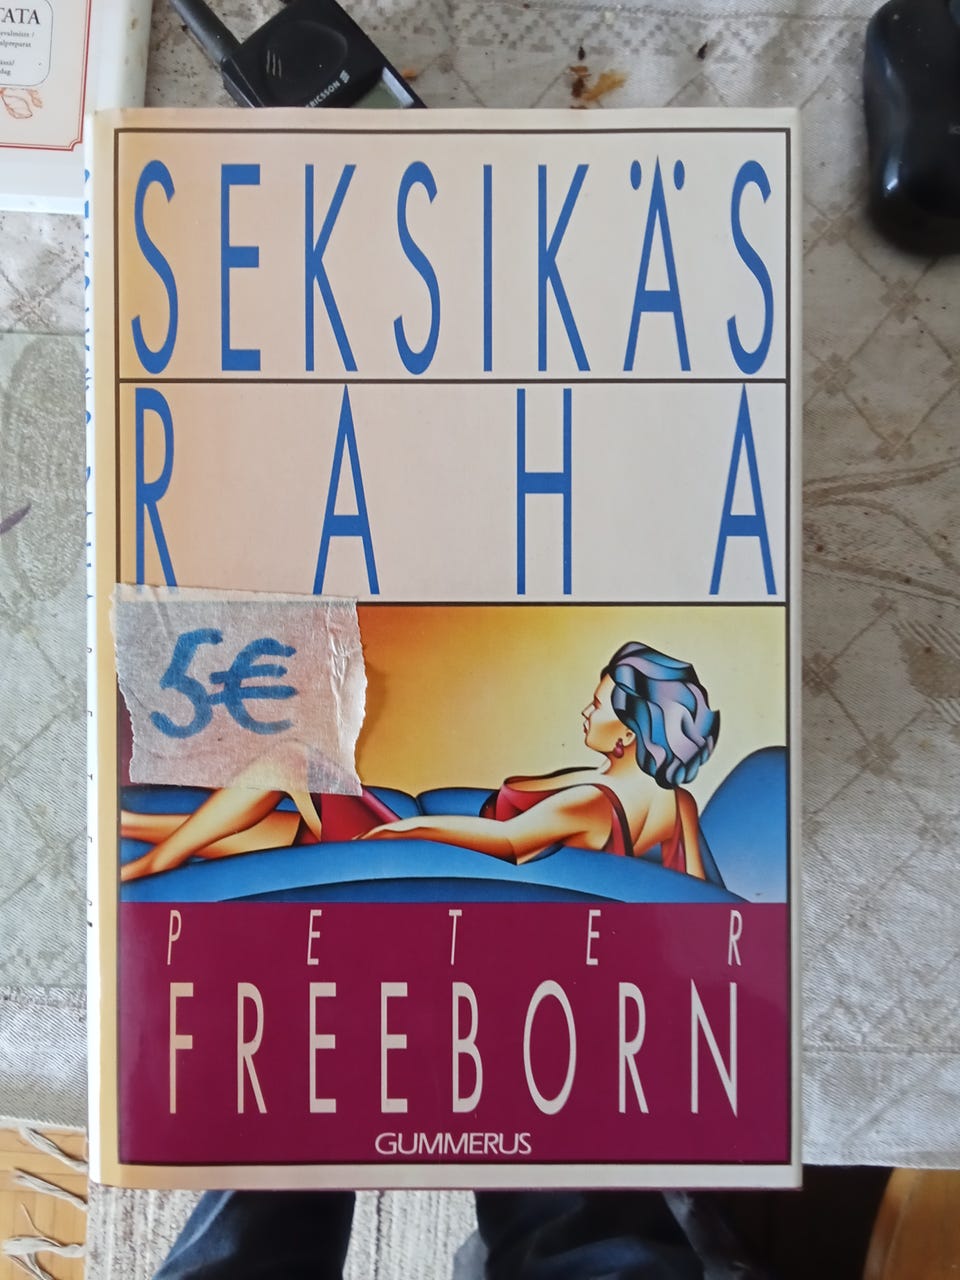 TATA
ERICSSON
SEKSIKÄS
RAHA
5€
PETER
FREEBORN
GUMMERUS